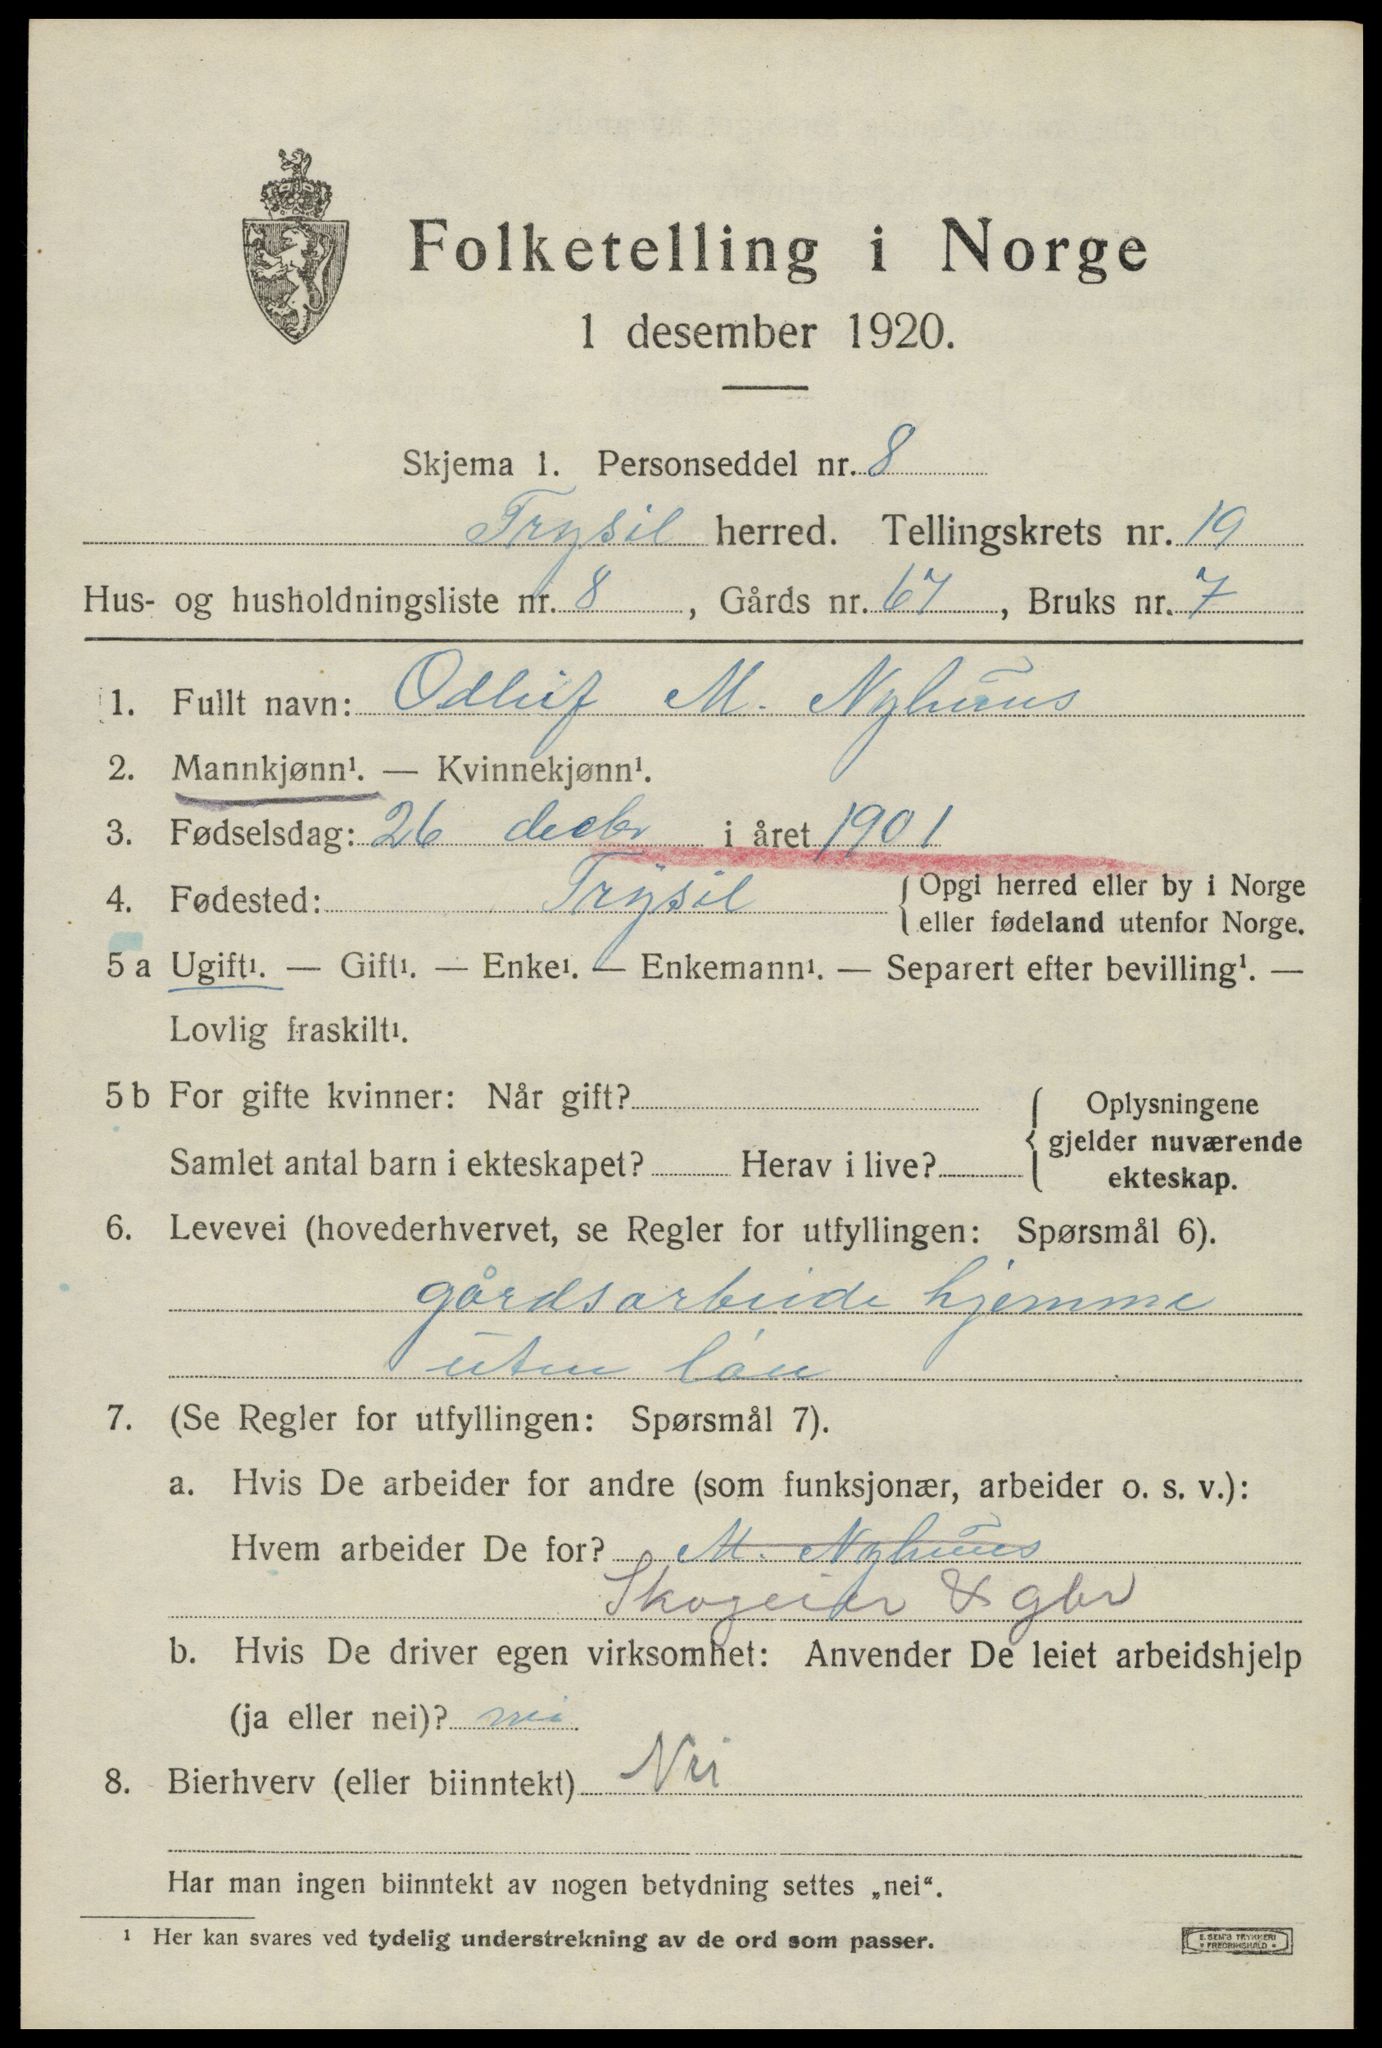 Folketelling i Norge
1 desember 1920.
Skjema 1. Personseddel nr. 8
Trysil herred. Tellingskrets nr. 19
Hus- og husholdningsliste nr. 8, Gårds nr. 67, Bruks nr. 7
1. Fullt navn: Odluf M. Nyhuus
2. Mannkjønn¹. — Kvinnekjønn¹.
3. Fødselsdag: 26 decbr i året 1901
4. Fødested: Trysil {Opgi herred eller by i Norge
eller fødeland utenfor Norge.
5 a Ugift¹. — Gift¹. — Enke¹. — Enkemann¹. — Separert efter bevilling¹. —
Lovlig fraskilt¹.
5 b For gifte kvinner: Når gift? { Oplysningene
gjelder nuværende
Samlet antal barn i ekteskapet? Herav i live?
ekteskap.
6. Levevei (hovederhvervet, se Regler for utfyllingen: Spørsmål 6).
gårdsarbeide hjemme
uten løn
7. (Se Regler for utfyllingen: Spørsmål 7).
a. Hvis De arbeider for andre (som funksjonær, arbeider o. s. v.):
Hvem arbeider De for? M. Nyhuus
Skogeier & gbr
b. Hvis De driver egen virksomhet: Anvender De leiet arbeidshjelp
(ja eller nei)? nei
8. Bierhverv (eller biinntekt) Nei
Har man ingen biinntekt av nogen betydning settes „nei“.
¹ Her kan svares ved tydelig understrekning av de ord som passer.
E. SEM'S TRYKKERI
FREDRIKSHALD